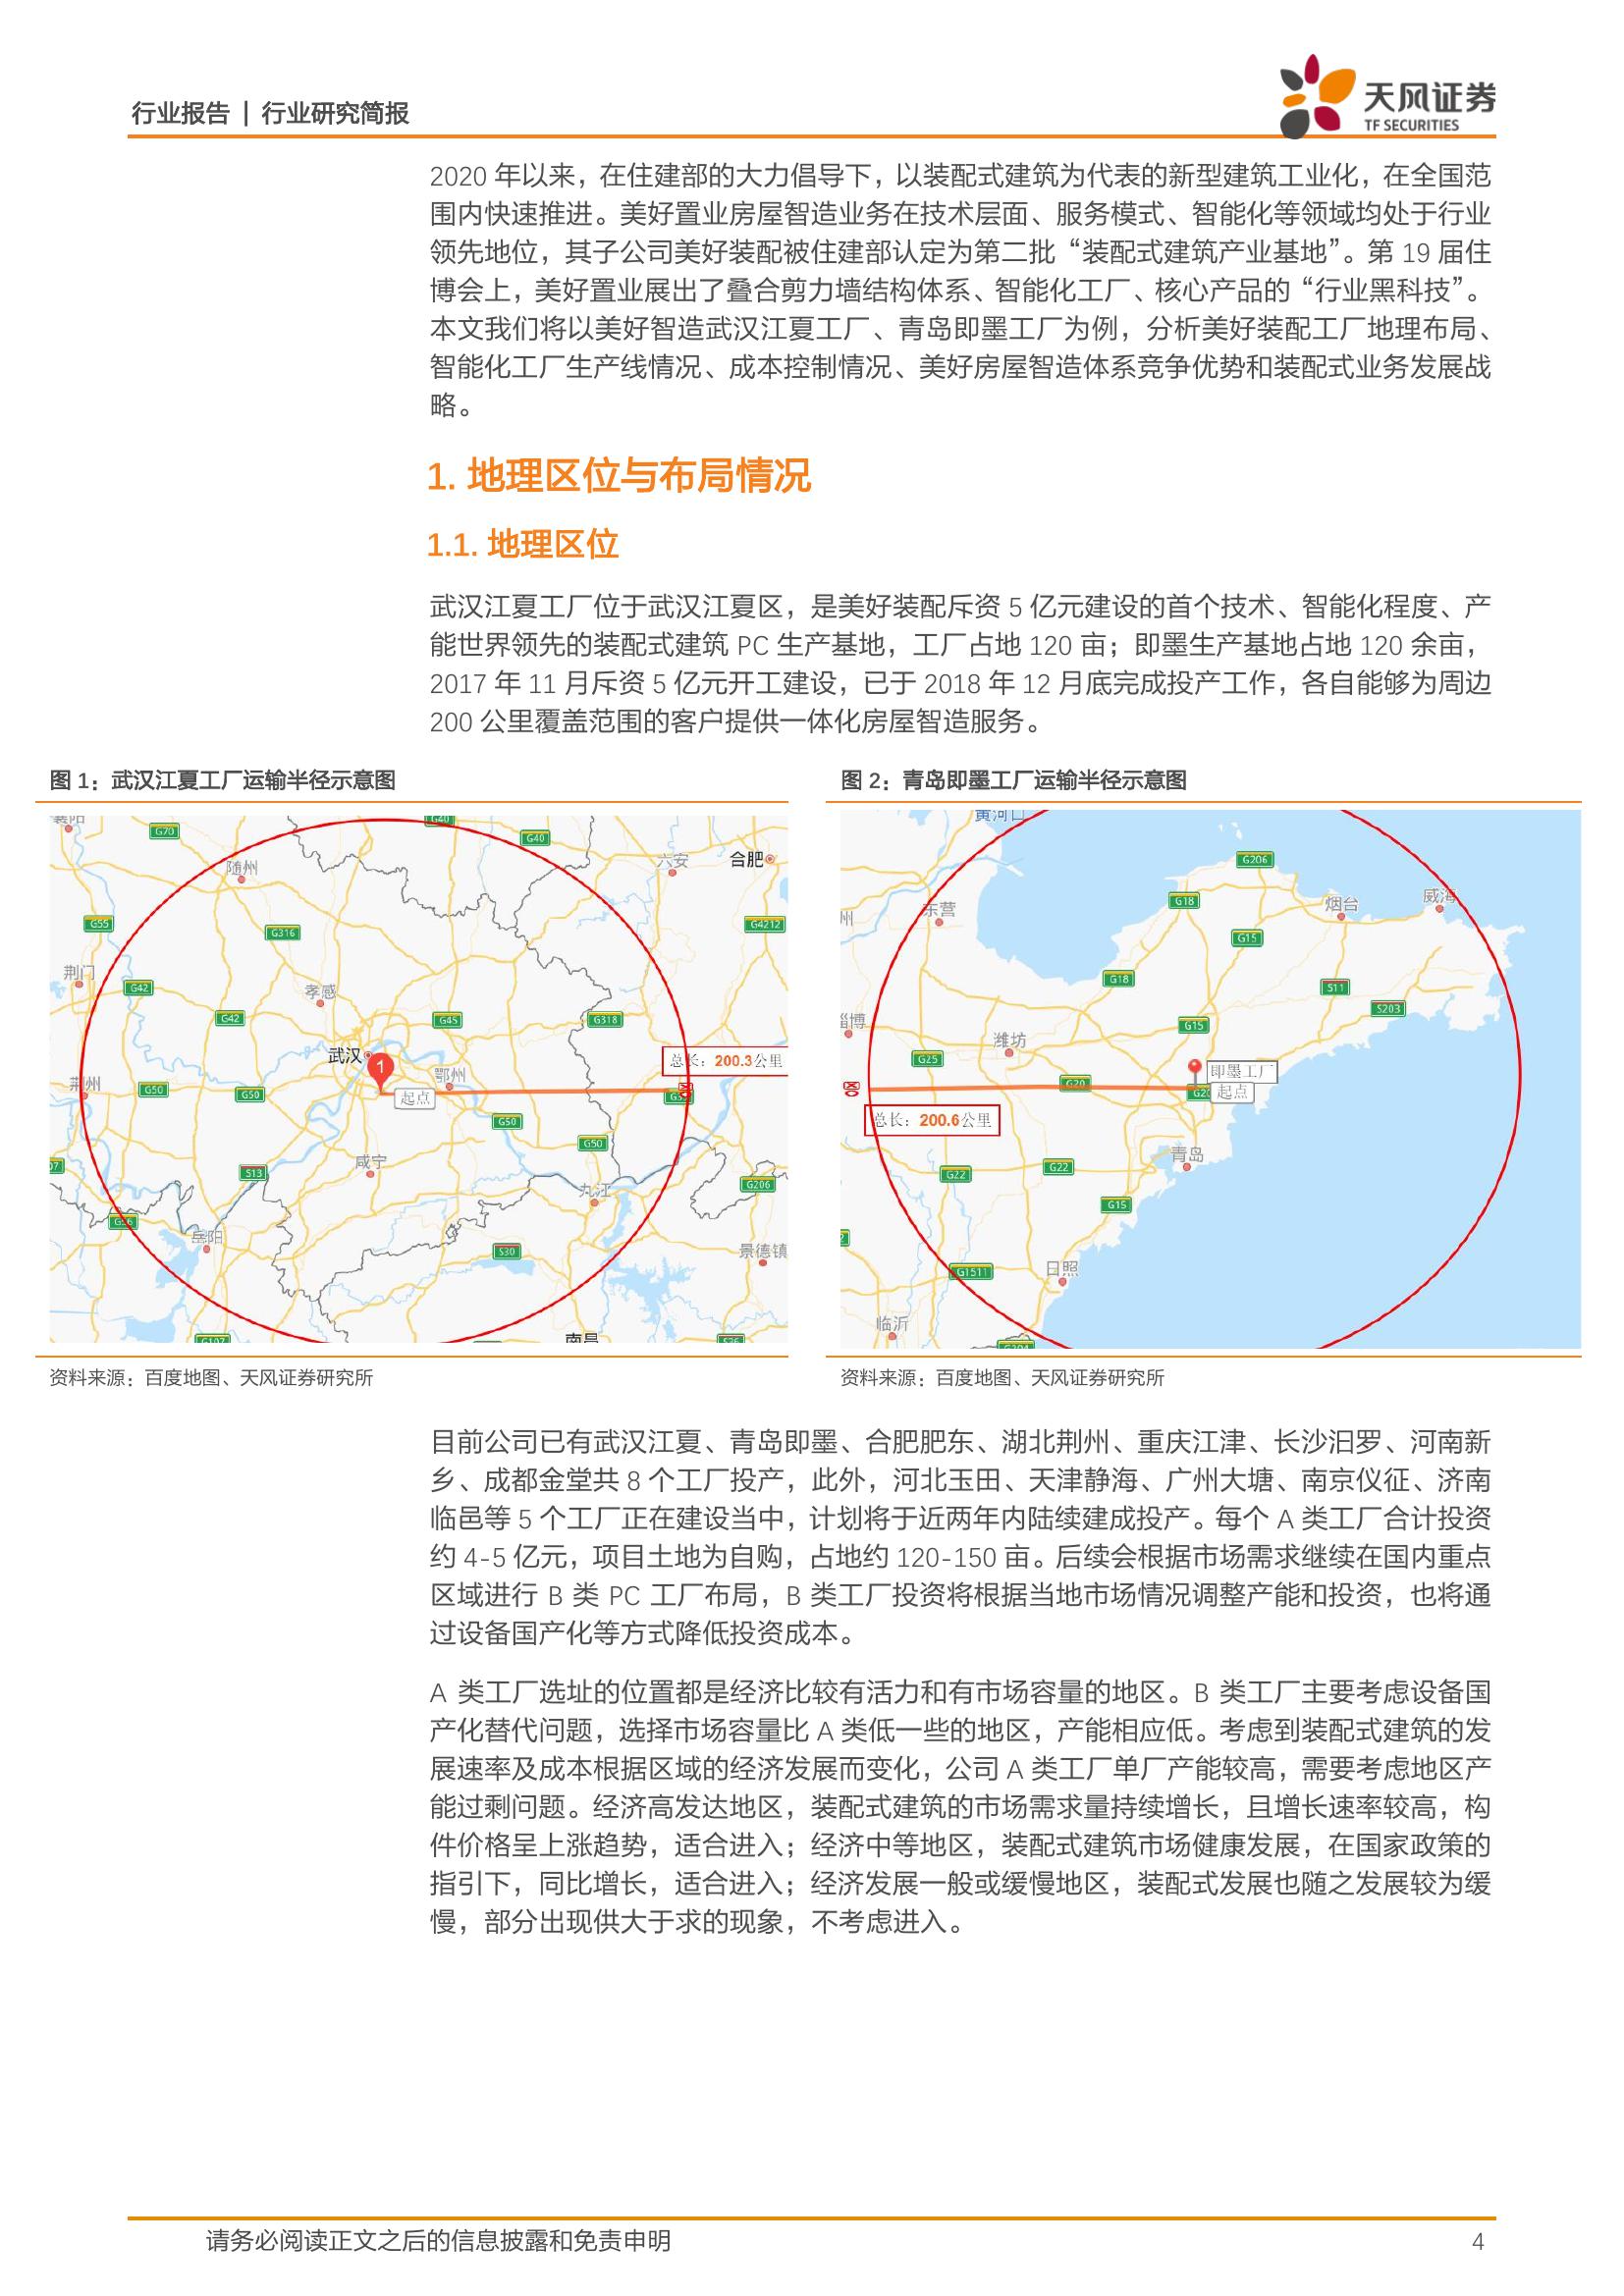 行业报告 | 行业研究简报
天风证券
TF SECURITIES
2020 年以来，在住建部的大力倡导下，以装配式建筑为代表的新型建筑工业化，在全国范
围内快速推进。美好置业房屋智造业务在技术层面、服务模式、智能化等领域均处于行业
领先地位，其子公司美好装配被住建部认定为第二批“装配式建筑产业基地”。第 19 届住
博会上，美好置业展出了叠合剪力墙结构体系、智能化工厂、核心产品的“行业黑科技”。
本文我们将以美好智造武汉江夏工厂、青岛即墨工厂为例，分析美好装配工厂地理布局、
智能化工厂生产线情况、成本控制情况、美好房屋智造体系竞争优势和装配式业务发展战
略。
1. 地理区位与布局情况
1.1. 地理区位
武汉江夏工厂位于武汉江夏区，是美好装配斥资 5 亿元建设的首个技术、智能化程度、产
能世界领先的装配式建筑 PC 生产基地，工厂占地 120 亩；即墨生产基地占地 120 余亩，
2017 年 11 月斥资 5 亿元开工建设，已于 2018 年 12 月底完成投产工作，各自能够为周边
200 公里覆盖范围的客户提供一体化房屋智造服务。
图 1：武汉江夏工厂运输半径示意图
G40
G70
G40
随州
六安
合肥
G55
G316
G4212
荆门
G42
孝感
G42
G45
G318
武汉
1
总长：200.3公里
荆州
G50
G50
鄂州
起点
G50
G50
咸宁
S13
九江
G206
G56
岳阳
S30
景德镇
南昌
图 2：青岛即墨工厂运输半径示意图
黄河口
G206
G18
烟台
威海
东营
州
G15
G18
S11
S203
淄博
G15
潍坊
G25
即墨工厂
G20
起点
总长：200.6公里
青岛
G22
G22
G15
G1511
日照
临沂
资料来源：百度地图、天风证券研究所
资料来源：百度地图、天风证券研究所
目前公司已有武汉江夏、青岛即墨、合肥肥东、湖北荆州、重庆江津、长沙汨罗、河南新
乡、成都金堂共 8 个工厂投产，此外，河北玉田、天津静海、广州大塘、南京仪征、济南
临邑等 5 个工厂正在建设当中，计划将于近两年内陆续建成投产。每个 A 类工厂合计投资
约 4-5 亿元，项目土地为自购，占地约 120-150 亩。后续会根据市场需求继续在国内重点
区域进行 B 类 PC 工厂布局，B 类工厂投资将根据当地市场情况调整产能和投资，也将通
过设备国产化等方式降低投资成本。
A 类工厂选址的位置都是经济比较有活力和有市场容量的地区。B 类工厂主要考虑设备国
产化替代问题，选择市场容量比 A 类低一些的地区，产能相应低。考虑到装配式建筑的发
展速率及成本根据区域的经济发展而变化，公司 A 类工厂单厂产能较高，需要考虑地区产
能过剩问题。经济高发达地区，装配式建筑的市场需求量持续增长，且增长速率较高，构
件价格呈上涨趋势，适合进入；经济中等地区，装配式建筑市场健康发展，在国家政策的
指引下，同比增长，适合进入；经济发展一般或缓慢地区，装配式发展也随之发展较为缓
慢，部分出现供大于求的现象，不考虑进入。
请务必阅读正文之后的信息披露和免责申明
4